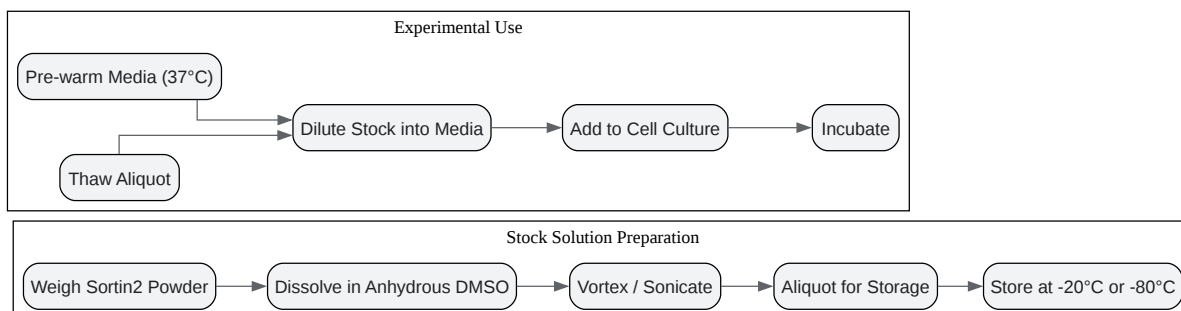 Experimental Use
Pre-warm Media (37°C)
Dilute Stock into Media
Add to Cell Culture
Incubate
Thaw Aliquot
Stock Solution Preparation
Weigh Sortin2 Powder
Dissolve in Anhydrous DMSO
Vortex / Sonicate
Aliquot for Storage
Store at -20°C or -80°C